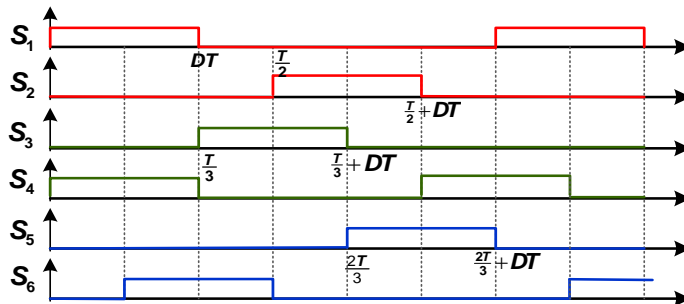 S₁
DT
T/2
S₂
T/2 + DT
S₃
T/3
T/3 + DT
S₄
S₅
2T/3
2T/3 + DT
S₆